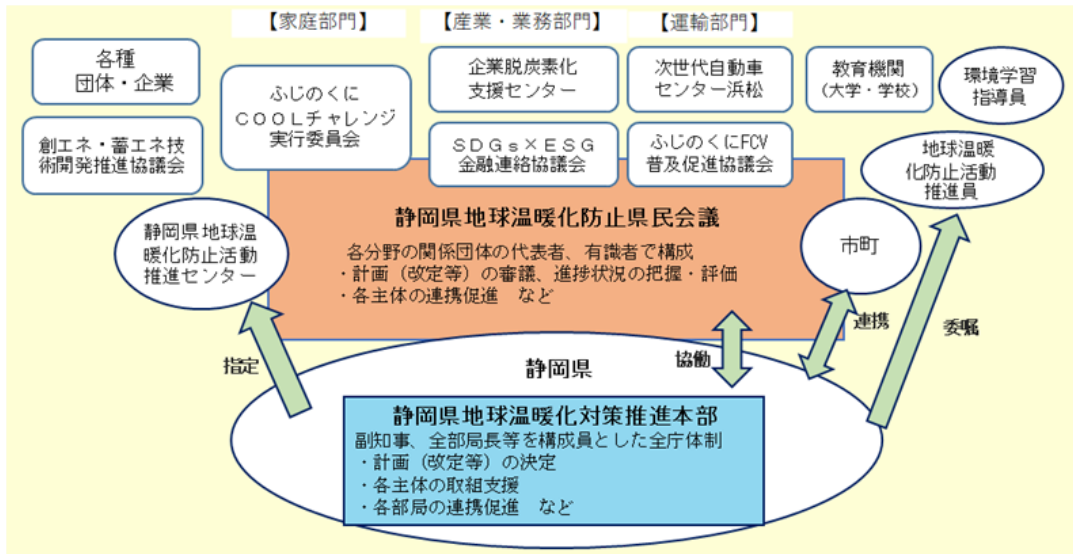 【家庭部門】
【産業・業務部門】
【運輸部門】
各種
団体・企業
創エネ・蓄エネ技
術開発推進協議会
ふじのくに
ＣＯＯＬチャレンジ
実行委員会
企業脱炭素化
支援センター
ＳＤＧｓ×ＥＳＧ
金融連絡協議会
次世代自動車
センター浜松
ふじのくにFCV
普及促進協議会
教育機関
（大学・学校）
環境学習
指導員
地球温暖
化防止活動
推進員
静岡県地球温
暖化防止活動
推進センター
静岡県地球温暖化防止県民会議
各分野の関係団体の代表者、有識者で構成
・計画（改定等）の審議、進捗状況の把握・評価
・各主体の連携促進　など
市町
指定
協働
連携
委嘱
静岡県
静岡県地球温暖化対策推進本部
副知事、全部局長等を構成員とした全庁体制
・計画（改定等）の決定
・各主体の取組支援
・各部局の連携促進　など